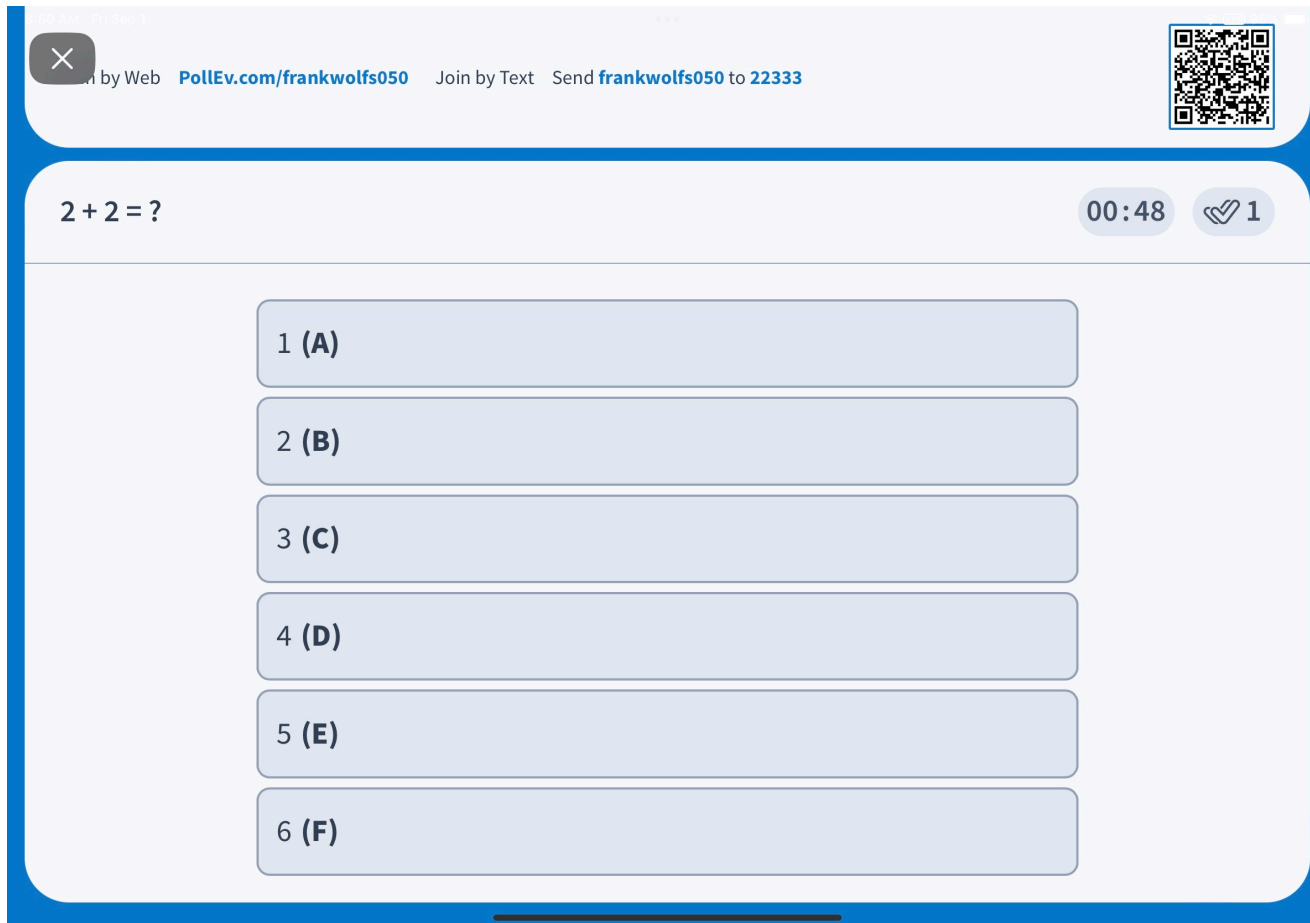 n by Web PollEv.com/frankwolfs050 Join by Text Send frankwolfs050 to 22333
2 + 2 = ?
00:48
1
1 (A)
2 (B)
3 (C)
4 (D)
5 (E)
6 (F)